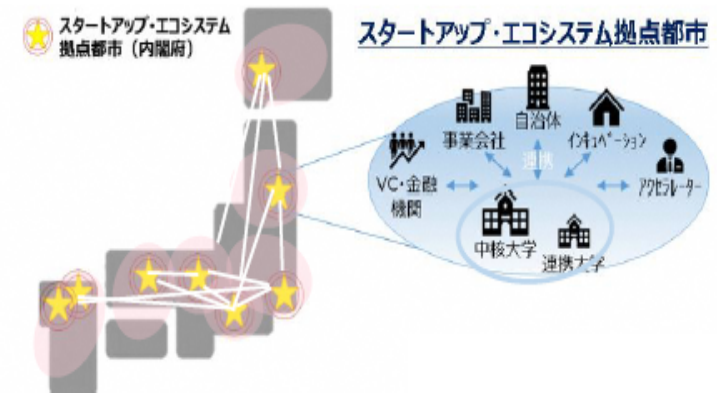 スタートアップ・エコシステム
拠点都市（内閣府）
スタートアップ・エコシステム拠点都市
自治体
事業会社
インキュベーション
連携
VC・金融
機関
アクセラレーター
中核大学
連携大学